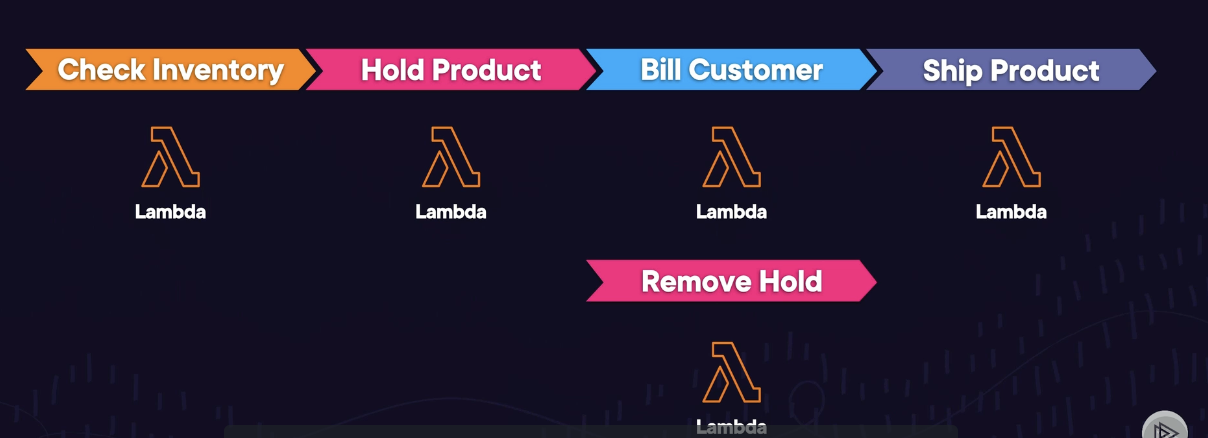 Check Inventory
Hold Product
Bill Customer
Ship Product
Lambda
Lambda
Lambda
Lambda
Remove Hold
Lambda